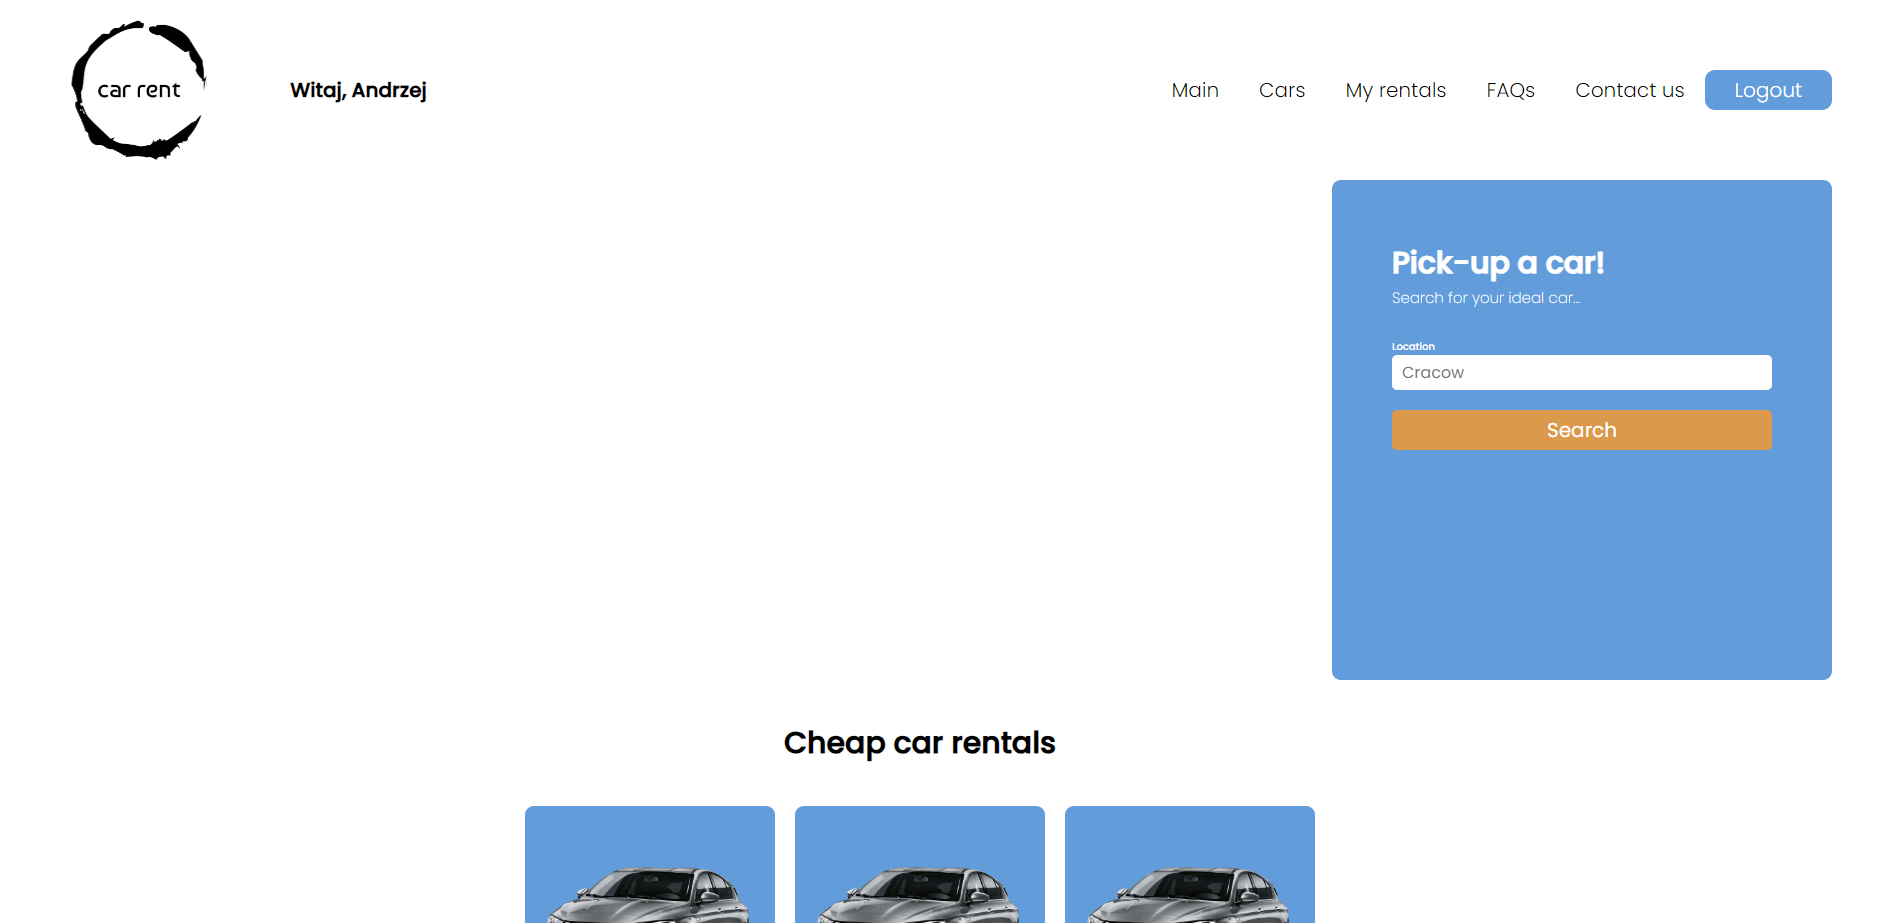 car rent
Witaj, Andrzej
Main
Cars
My rentals
FAQs
Contact us
Logout
Pick-up a car!
Search for your ideal car...
Location
Cracow
Search
Cheap car rentals